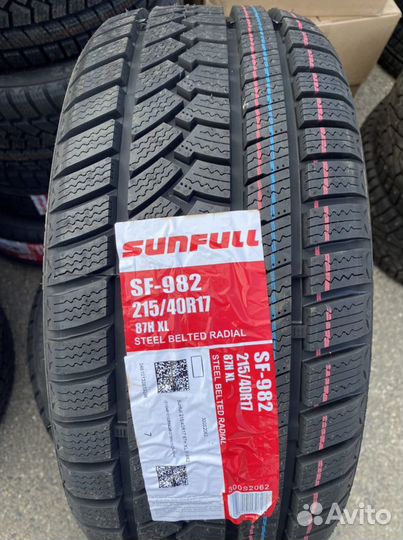 SUNFULL
SF-982
215/40R17
87H XL
STEEL BELTED RADIAL
SF-982
215/40R17
87H XL
STEEL BELTED RADIAL
7
Avito